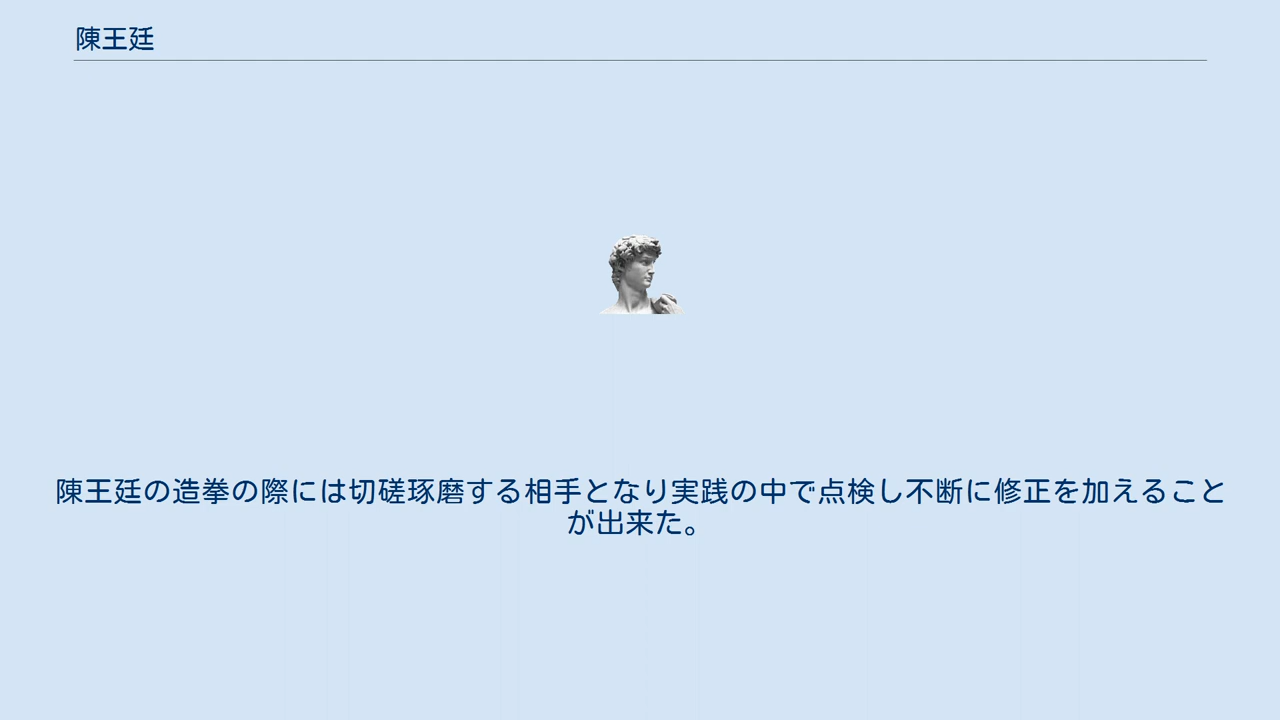 陳王廷
陳王廷の造拳の際には切磋琢磨する相手となり実践の中で点検し不断に修正を加えること
が出来た。